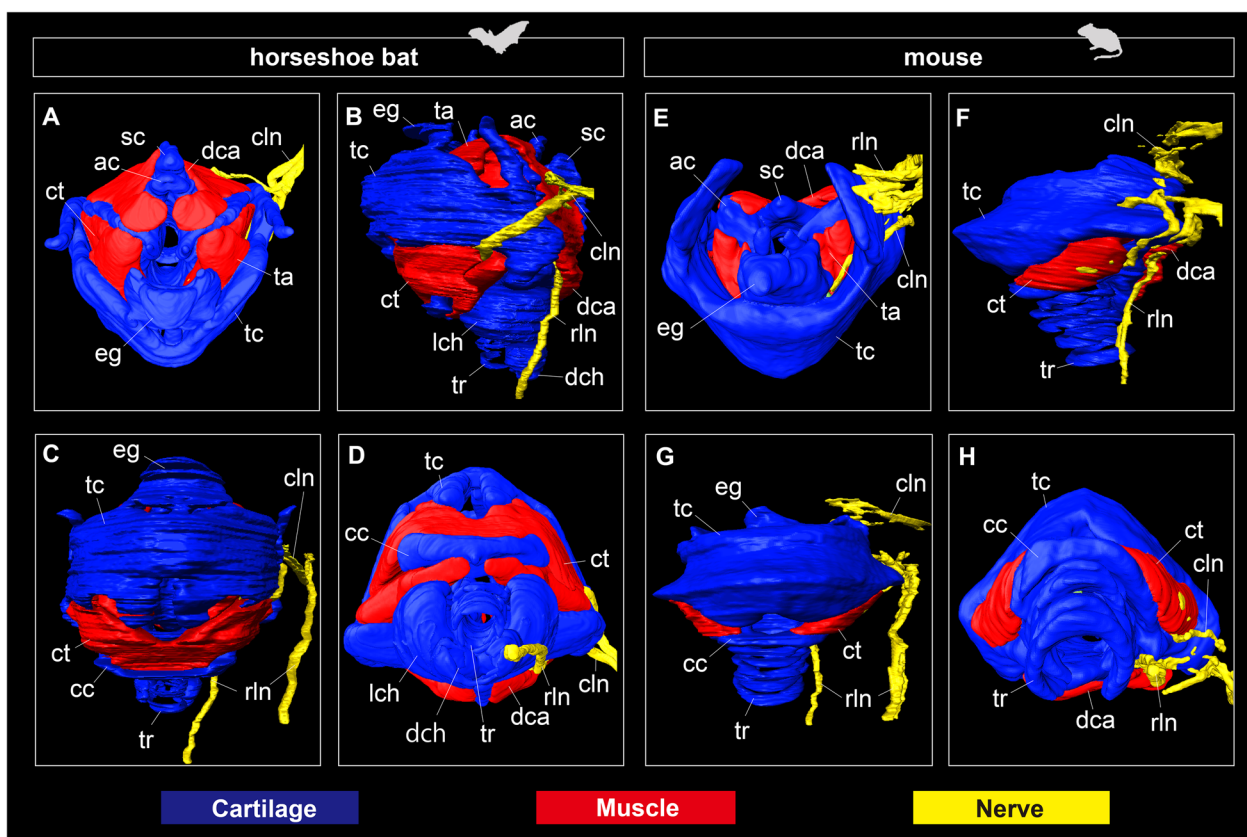 horseshoe bat
mouse
A
sc
ac
dca
cln
ct
ta
tc
eg
B
eg
ta
ac
sc
tc
cln
ct
dca
lch
rln
tr
dch
E
ac
sc
dca
rln
cln
ta
eg
tc
F
cln
tc
dca
ct
rln
tr
C
eg
tc
cln
ct
cc
rln
tr
D
tc
cc
ct
lch
rln
cln
dch
tr
dca
G
eg
cln
tc
cc
ct
rln
tr
H
tc
cc
ct
cln
tr
rln
dca
Cartilage
Muscle
Nerve